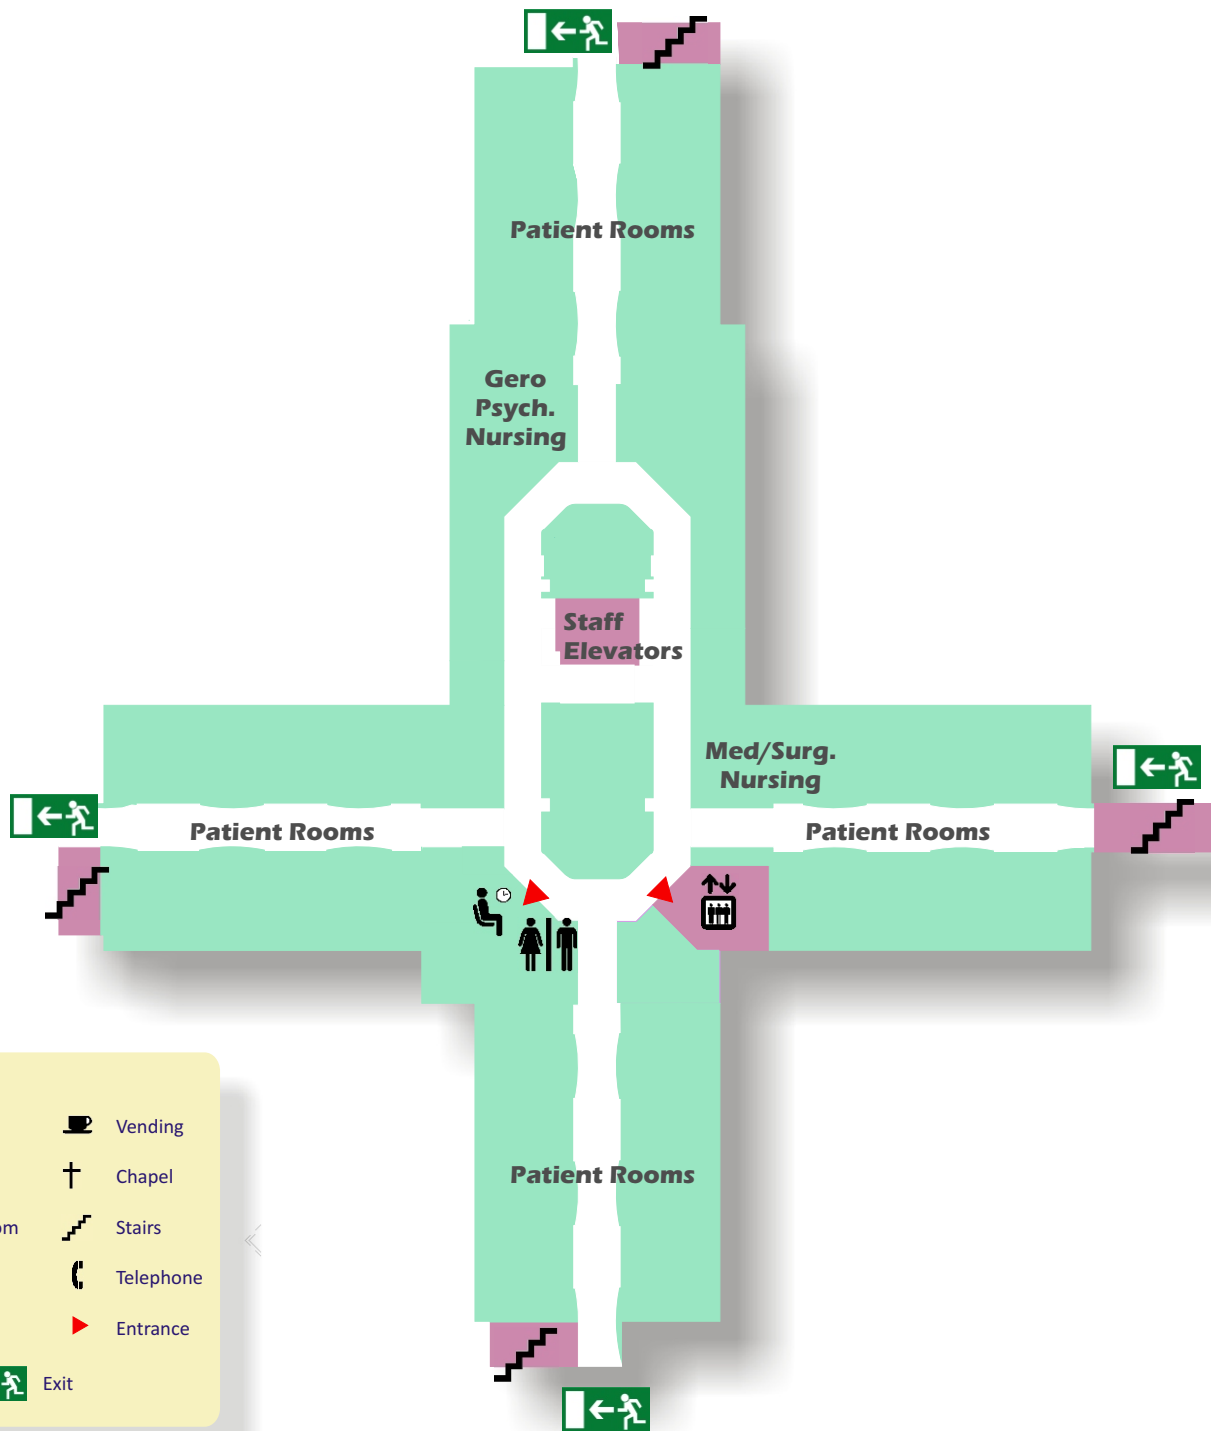 Patient Rooms
Gero
Psych.
Nursing
Staff
Elevators
Med/Surg.
Nursing
Patient Rooms
Patient Rooms
Patient Rooms
Vending
Chapel
Stairs
Telephone
Entrance
Exit